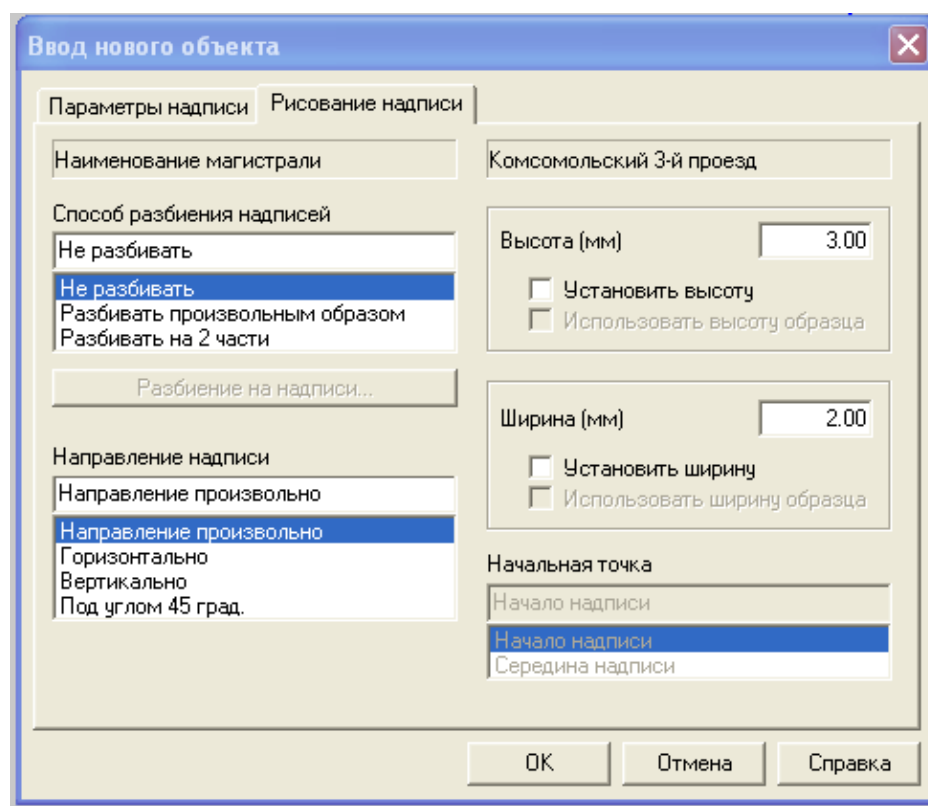 Ввод нового объекта
Параметры надписи
Рисование надписи
Наименование магистрали
Комсомольский 3-й проезд
Способ разбиения надписей
Не разбивать
Не разбивать
Разбивать произвольным образом
Разбивать на 2 части
Разбиение на надписи...
Направление надписи
Направление произвольно
Направление произвольно
Горизонтально
Вертикально
Под углом 45 град.
Высота (мм)
3.00
Установить высоту
Использовать высоту образца
Ширина (мм)
2.00
Установить ширину
Использовать ширину образца
Начальная точка
Начало надписи
Начало надписи
Середина надписи
OK
Отмена
Справка